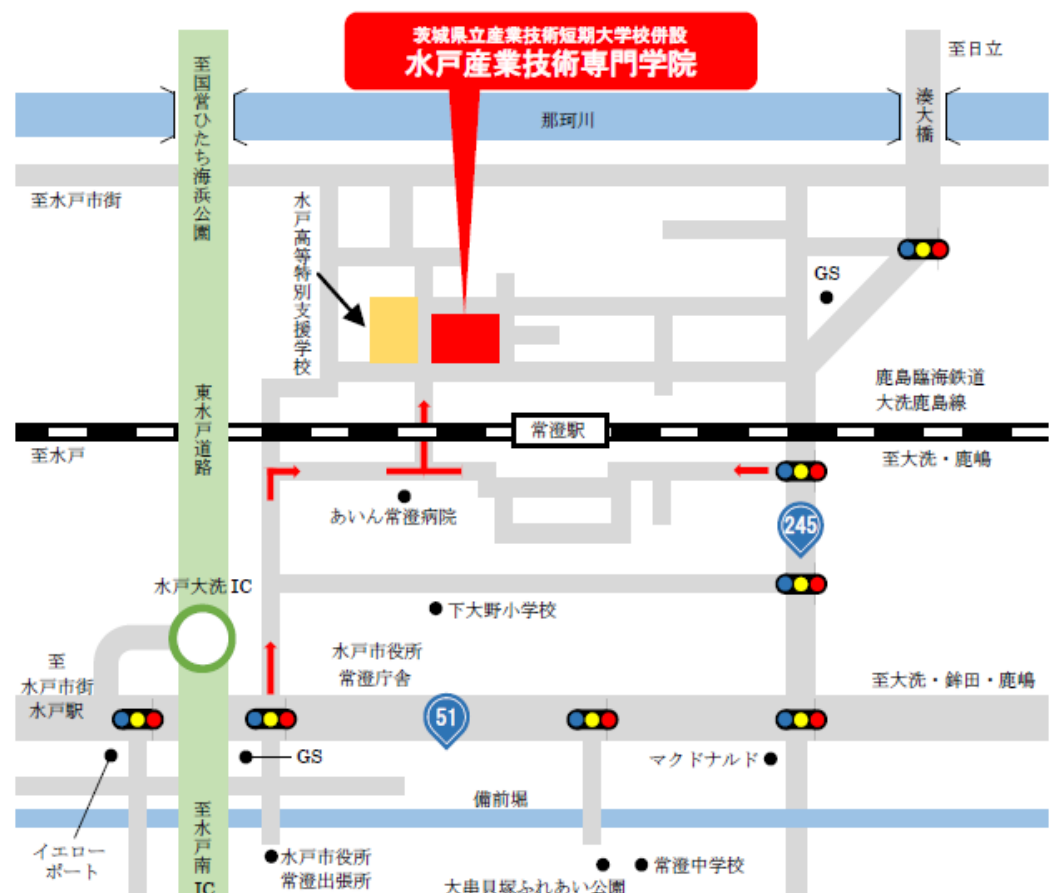 茨城県立産業技術短期大学校併設
水戸産業技術専門学院
至日立
至国営ひたち海浜公園
湊大橋
那珂川
至水戸市街
水戸高等特別支援学校
GS
鹿島臨海鉄道
大洗鹿島線
東水戸道路
常澄駅
至水戸
至大洗・鹿嶋
あいん常澄病院
245
水戸大洗IC
下大野小学校
水戸市役所
常澄庁舎
至
水戸市街
水戸駅
至大洗・鉾田・鹿嶋
51
GS
マクドナルド
備前堀
至水戸南IC
イエロー
ポート
水戸市役所
常澄出張所
常澄中学校
大串貝塚ふれあい公園